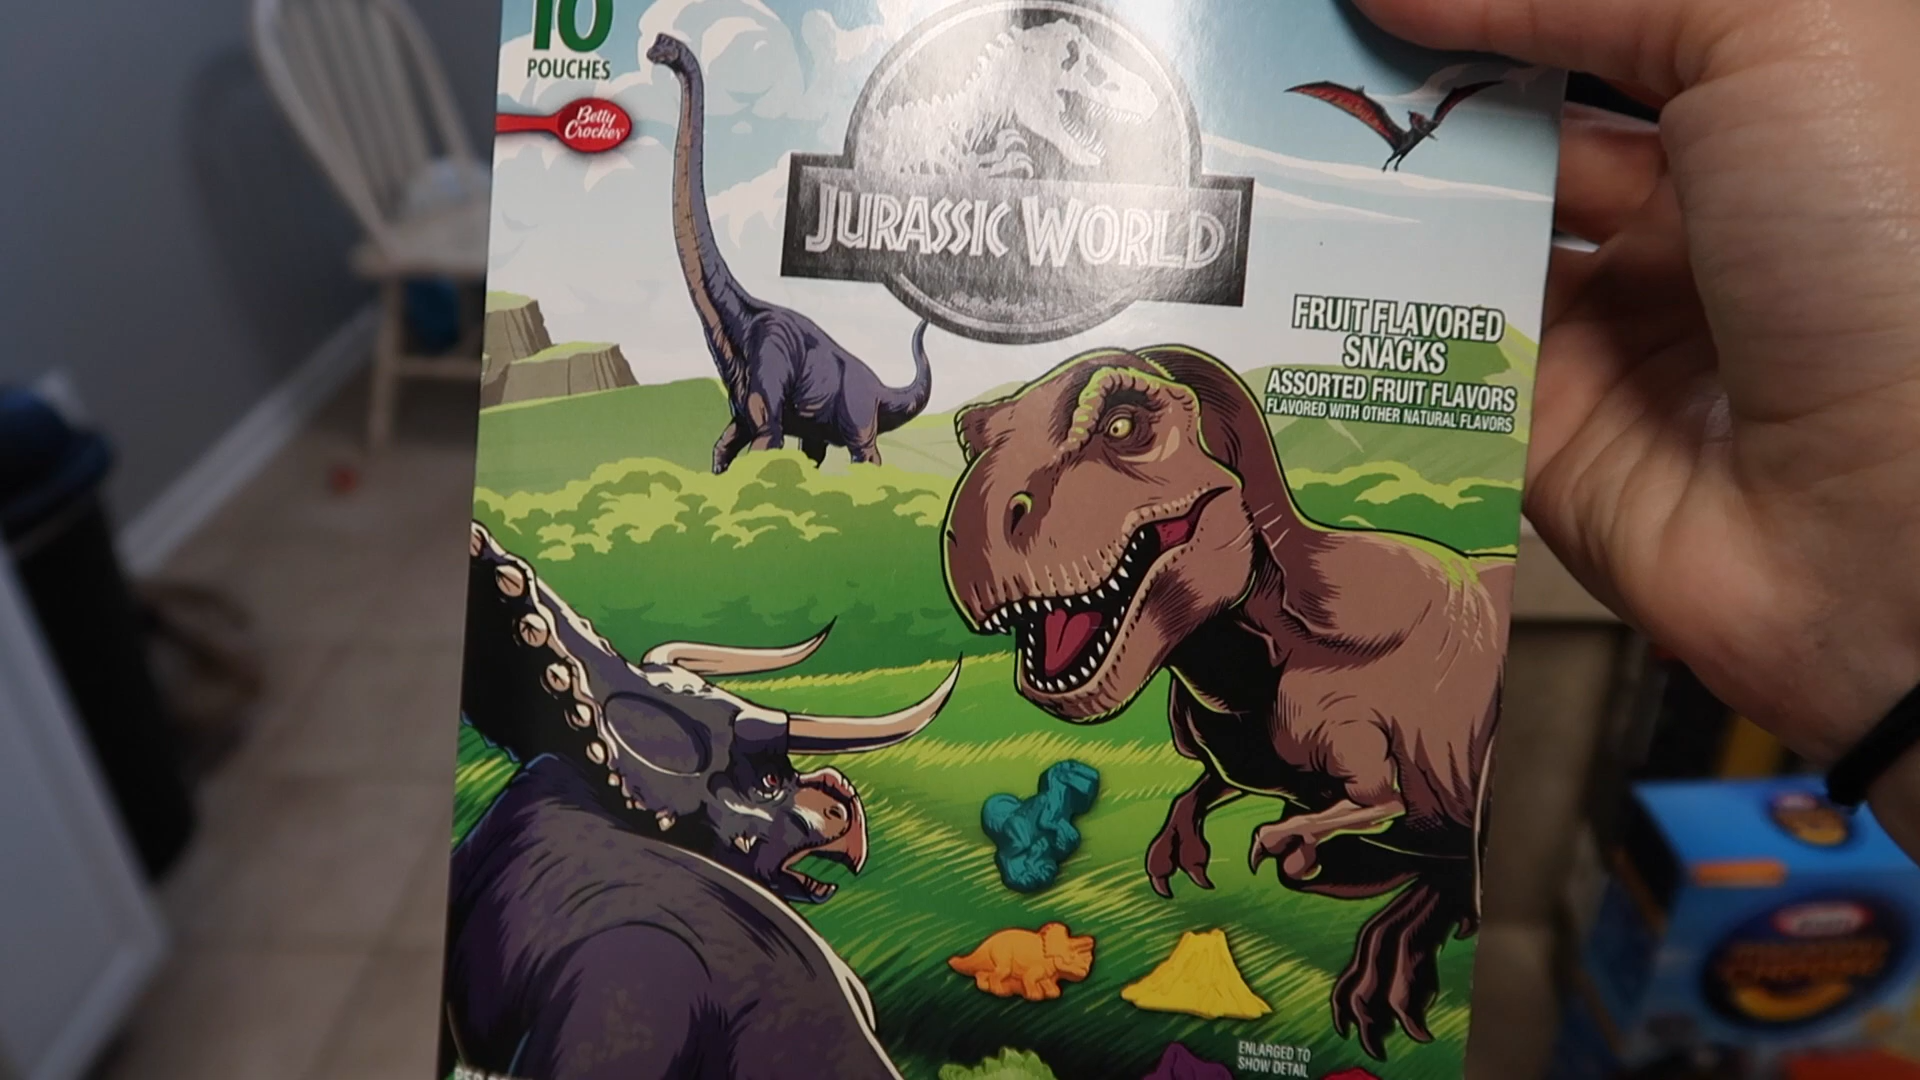 10
POUCHES
Betty
Crocker
JURASSIC WORLD
FRUIT FLAVORED
SNACKS
ASSORTED FRUIT FLAVORS
FLAVORED WITH OTHER NATURAL FLAVORS
ENLARGED TO
SHOW DETAIL